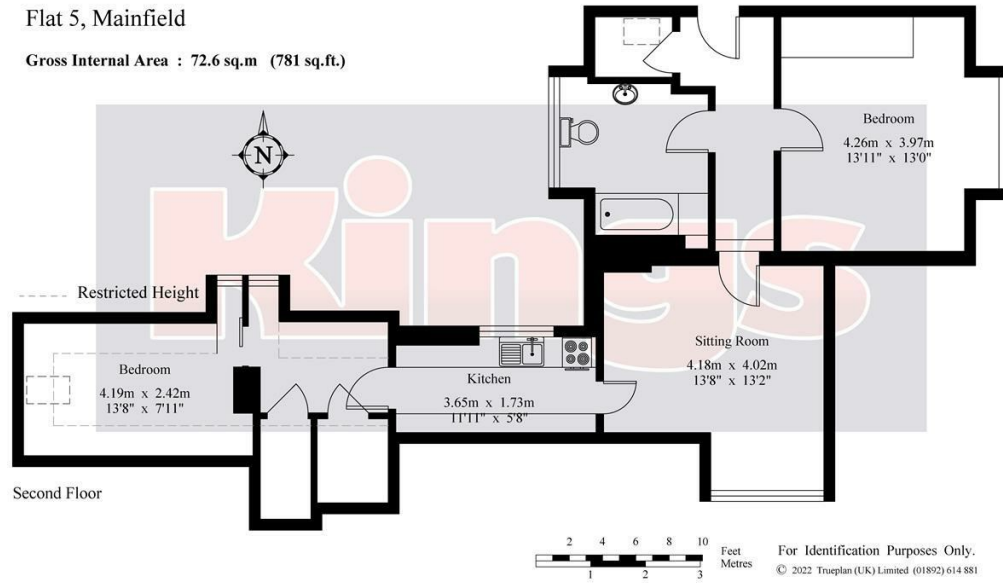 Flat 5, Mainfield
Gross Internal Area : 72.6 sq.m (781 sq.ft.)
N
Kings
Bedroom
4.26m x 3.97m
13'11" x 13'0"
Restricted Height
Sitting Room
4.18m x 4.02m
13'8" x 13'2"
Bedroom
4.19m x 2.42m
13'8" x 7'11"
Kitchen
3.65m x 1.73m
11'11" x 5'8"
Second Floor
2 4 6 8 10
Feet
Metres
1 2 3
For Identification Purposes Only.
© 2022 Trueplan (UK) Limited (01892) 614 881